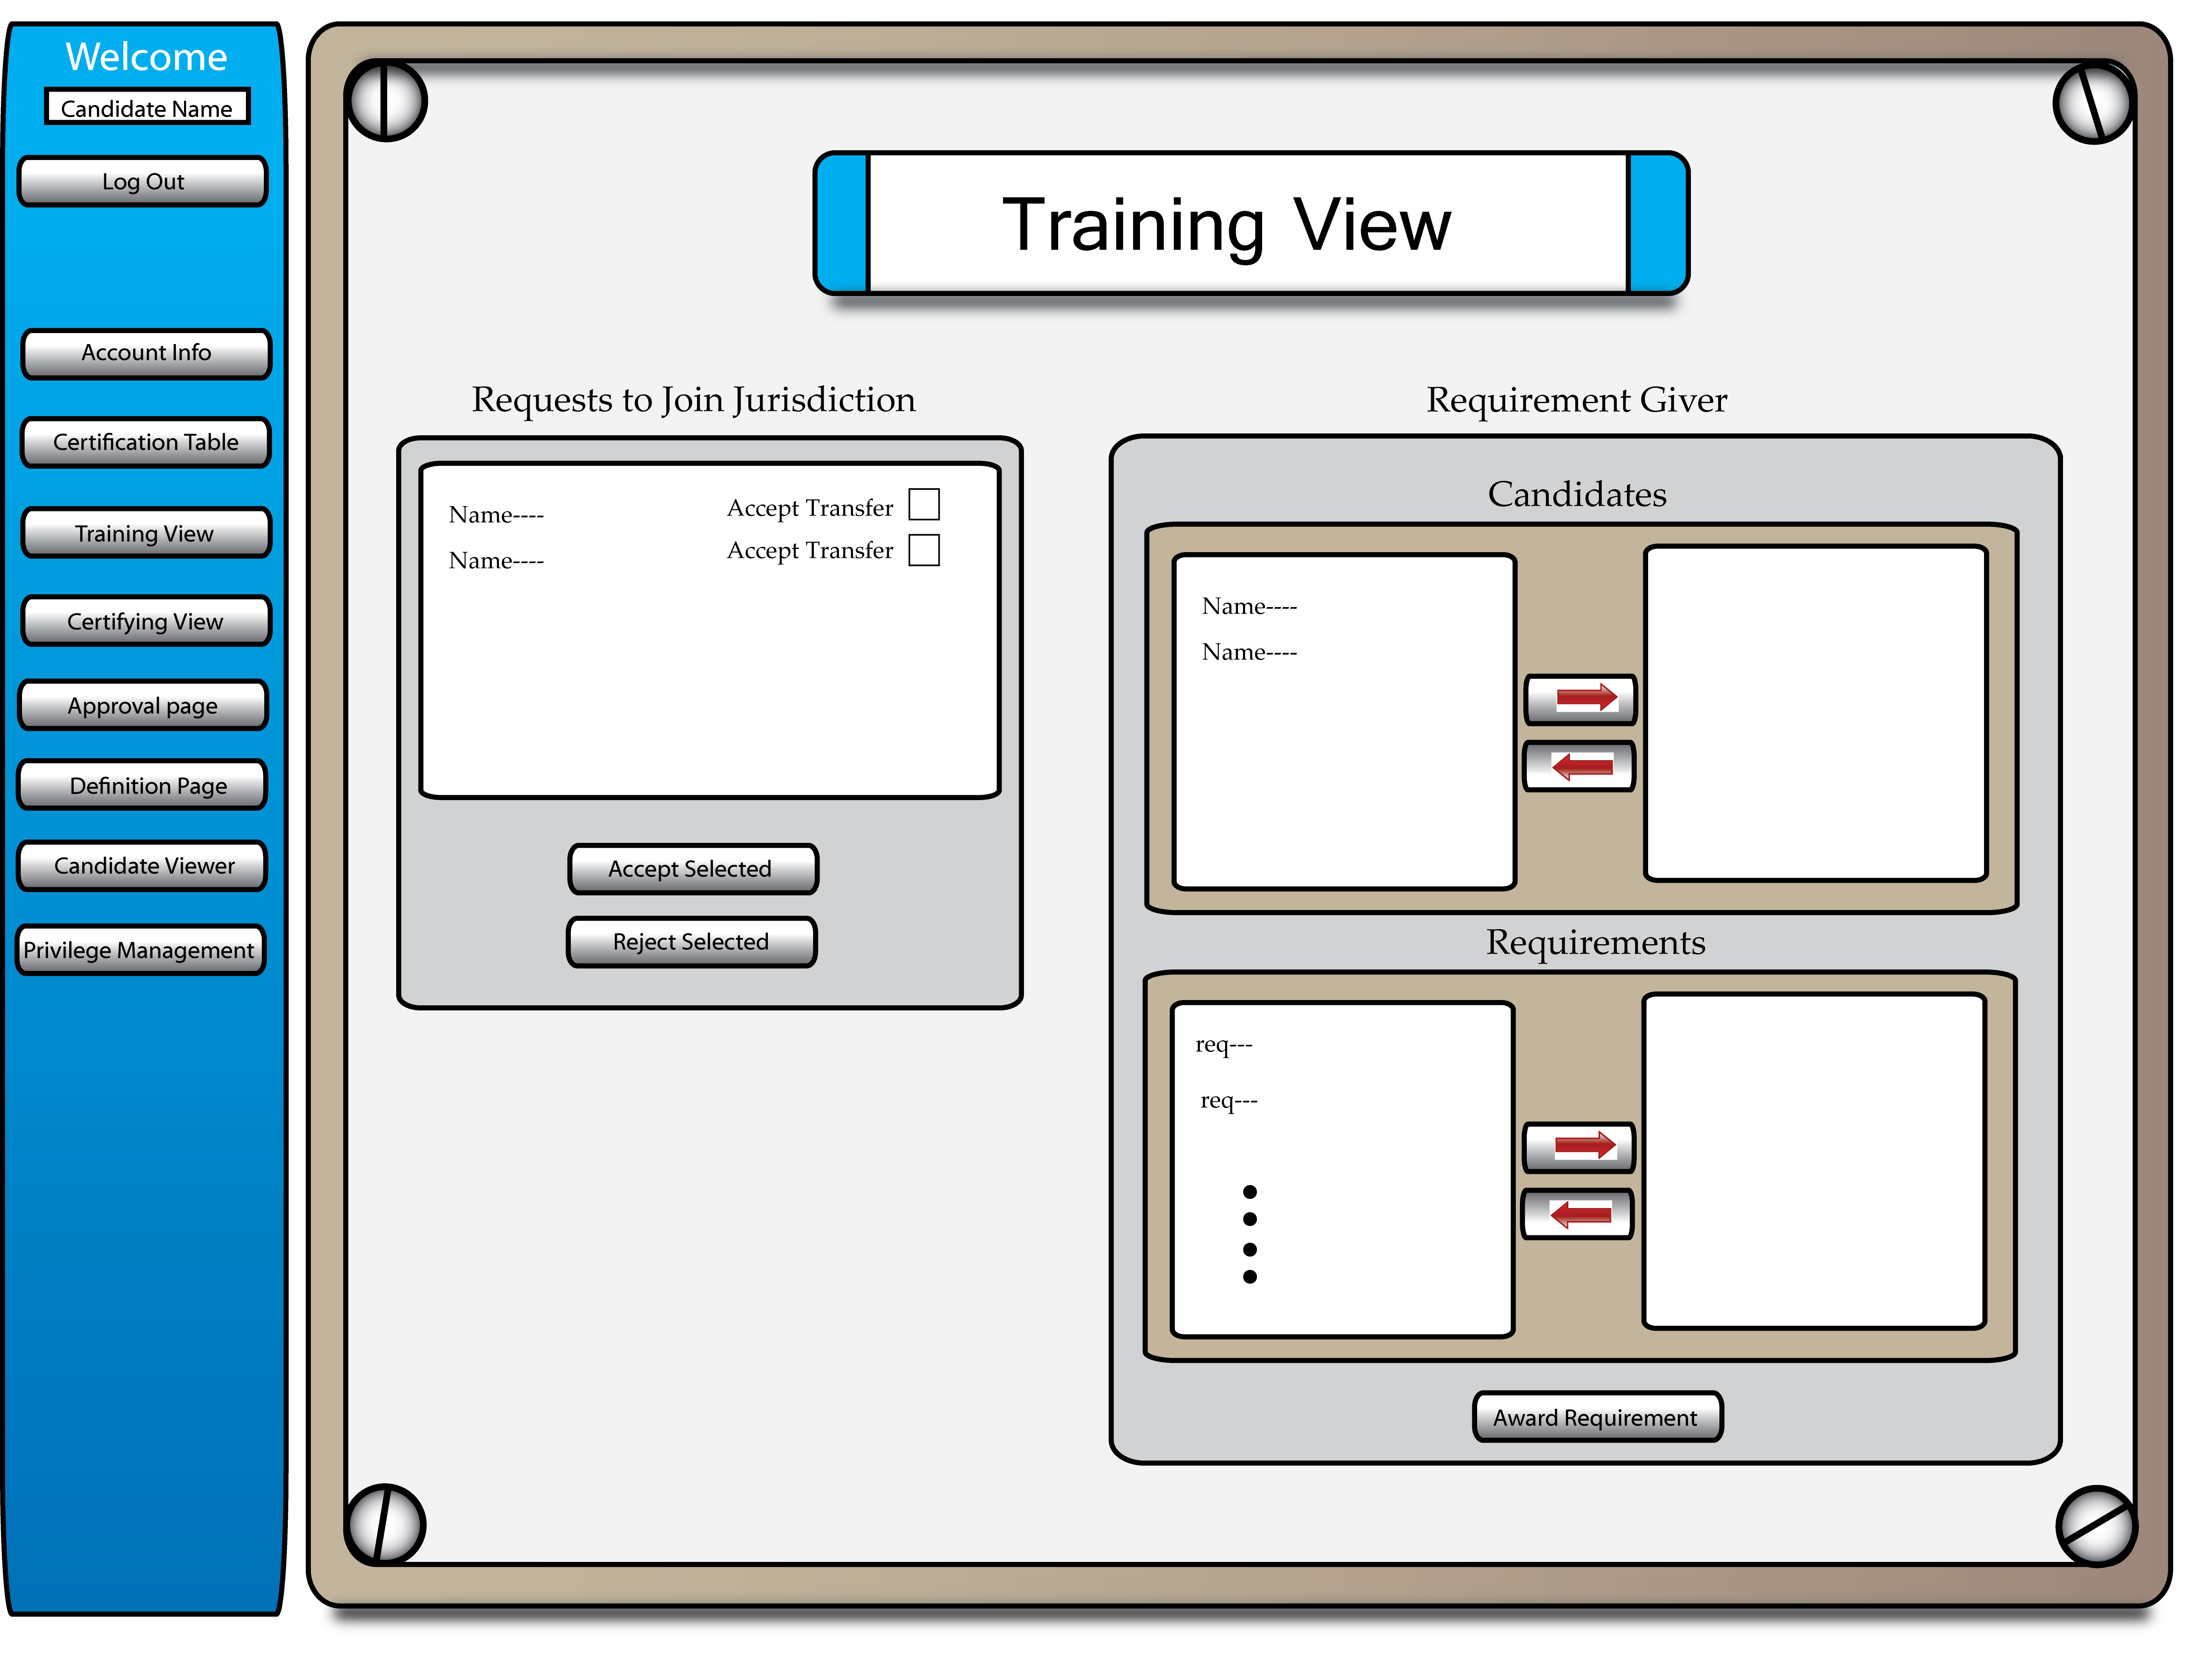 Welcome
Candidate Name
Log Out
Account Info
Certification Table
Training View
Certifying View
Approval page
Definition Page
Candidate Viewer
Privilege Management
Training View
Requests to Join Jurisdiction
Name---- Accept Transfer
Name---- Accept Transfer
Accept Selected
Reject Selected
Requirement Giver
Candidates
Name----
Name----
Requirements
req---
req---
Award Requirement